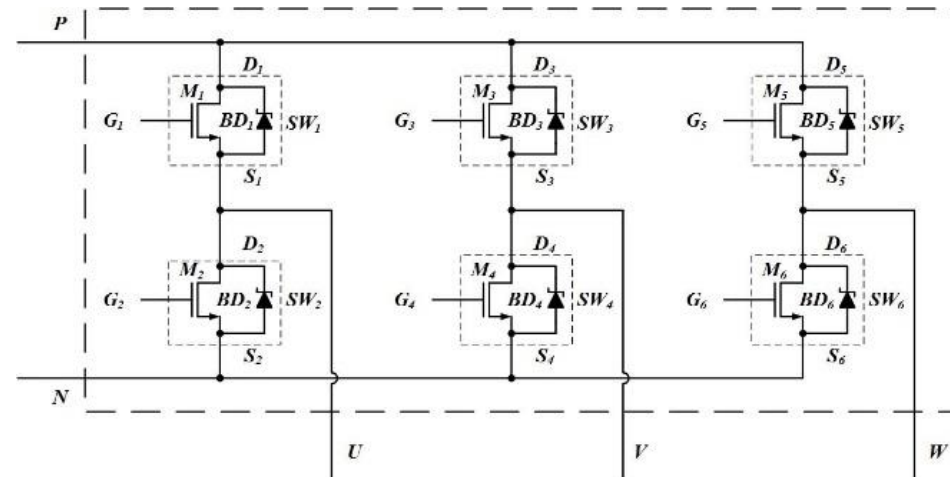 P
D₁ D₃ D₅
M₁ M₃ M₅
G₁ BD₁ SW₁ G₃ BD₃ SW₃ G₅ BD₅ SW₅
S₁ S₃ S₅
D₂ D₄ D₆
M₂ M₄ M₆
G₂ BD₂ SW₂ G₄ BD₄ SW₄ G₆ BD₆ SW₆
S₂ S₄ S₆
N
U V W